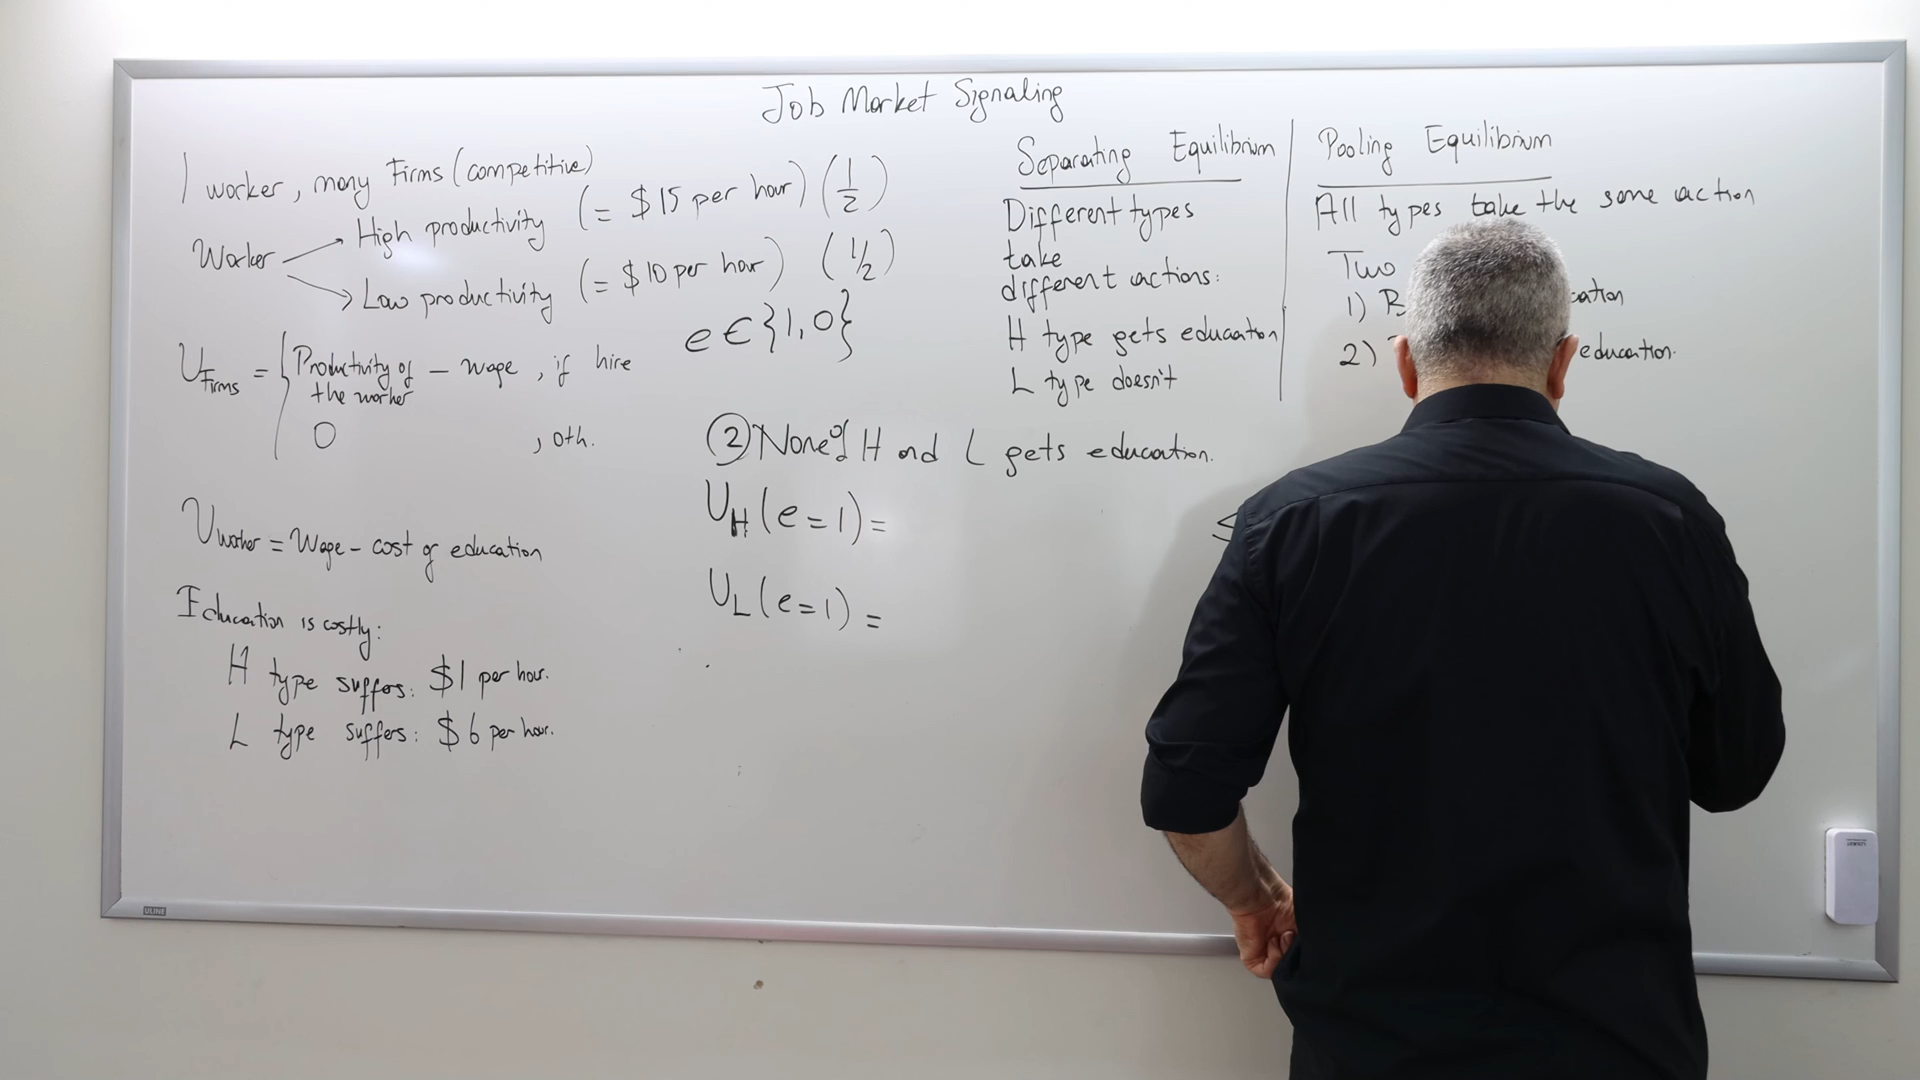 Job Market Signaling
1 worker, many Firms (competitive)
Worker
High productivity (= $15 per hour) (1/2)
Low productivity (= $10 per hour) (1/2)
e ∈ {1,0}
U Firms = { Productivity of the worker – wage , if hire
0 , oth.
U worker = Wage – cost of education
Education is costly:
H type suffers: $1 per hour.
L type suffers: $6 per hour.
Separating Equilibrium
Different types
take
different actions:
H type gets education
L type doesn't
Pooling Equilibrium
All types take the same action
Two
1)
2) education.
② None of H and L gets education.
U_H(e=1)=
U_L(e=1)=
ULINE